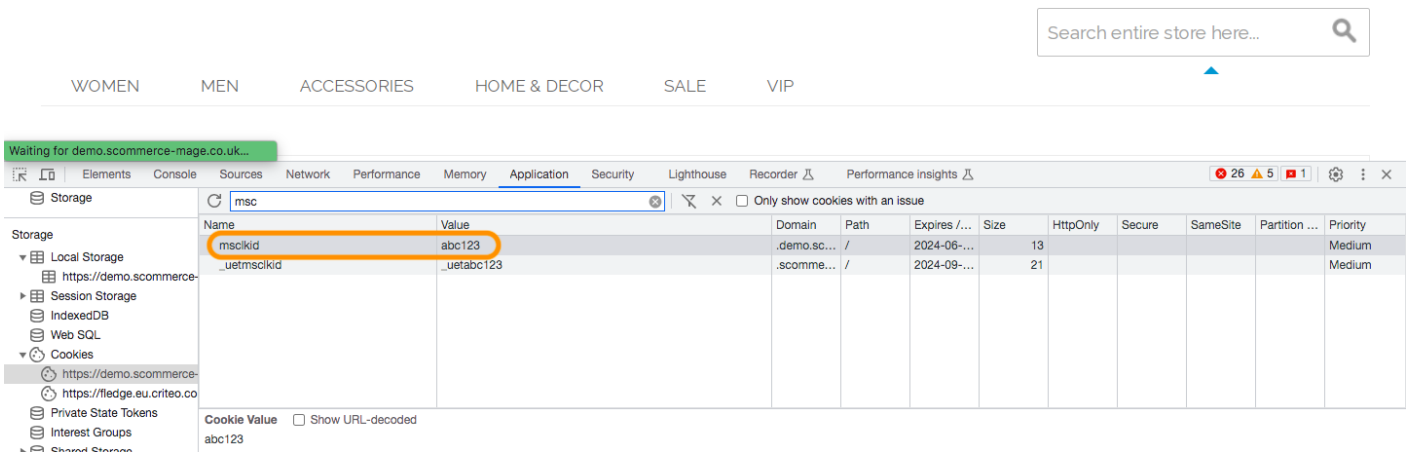 Search entire store here...
WOMEN MEN ACCESSORIES HOME & DECOR SALE VIP
Waiting for demo.scommerce-mage.co.uk...
Elements Console Sources Network Performance Memory Application Security Lighthouse Recorder Performance insights 26 5 1
Storage
msc
Only show cookies with an issue
Name Value Domain Path Expires /... Size HttpOnly Secure SameSite Partition ... Priority
msclkid abc123 .demo.sc... / 2024-06-... 13 Medium
_uetmsclkid _uetabc123 .scomme... / 2024-09-... 21 Medium
Storage
Local Storage
https://demo.scommerce-
Session Storage
IndexedDB
Web SQL
Cookies
https://demo.scommerce-
https://fledge.eu.criteo.co
Private State Tokens
Interest Groups
Shared Storage
Cookie Value Show URL-decoded
abc123